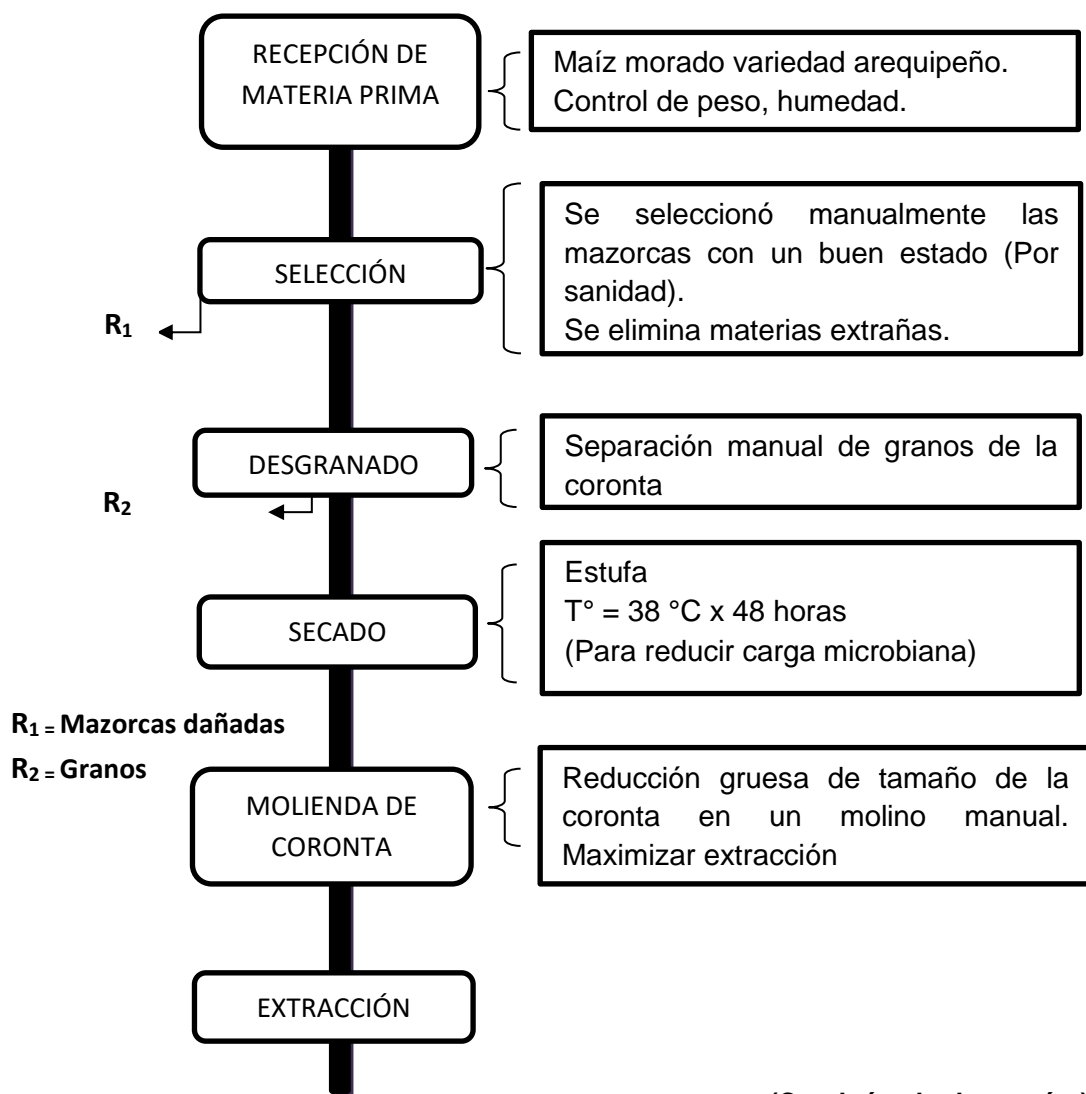 RECEPCIÓN DE
MATERIA PRIMA
Maíz morado variedad arequipeño.
Control de peso, humedad.
SELECCIÓN
Se seleccionó manualmente las
mazorcas con un buen estado (Por
sanidad).
Se elimina materias extrañas.
R1
DESGRANADO
Separación manual de granos de la
coronta
R2
SECADO
Estufa
T° = 38 °C x 48 horas
(Para reducir carga microbiana)
R1 = Mazorcas dañadas
R2 = Granos
MOLIENDA DE
CORONTA
Reducción gruesa de tamaño de la
coronta en un molino manual.
Maximizar extracción
EXTRACCIÓN